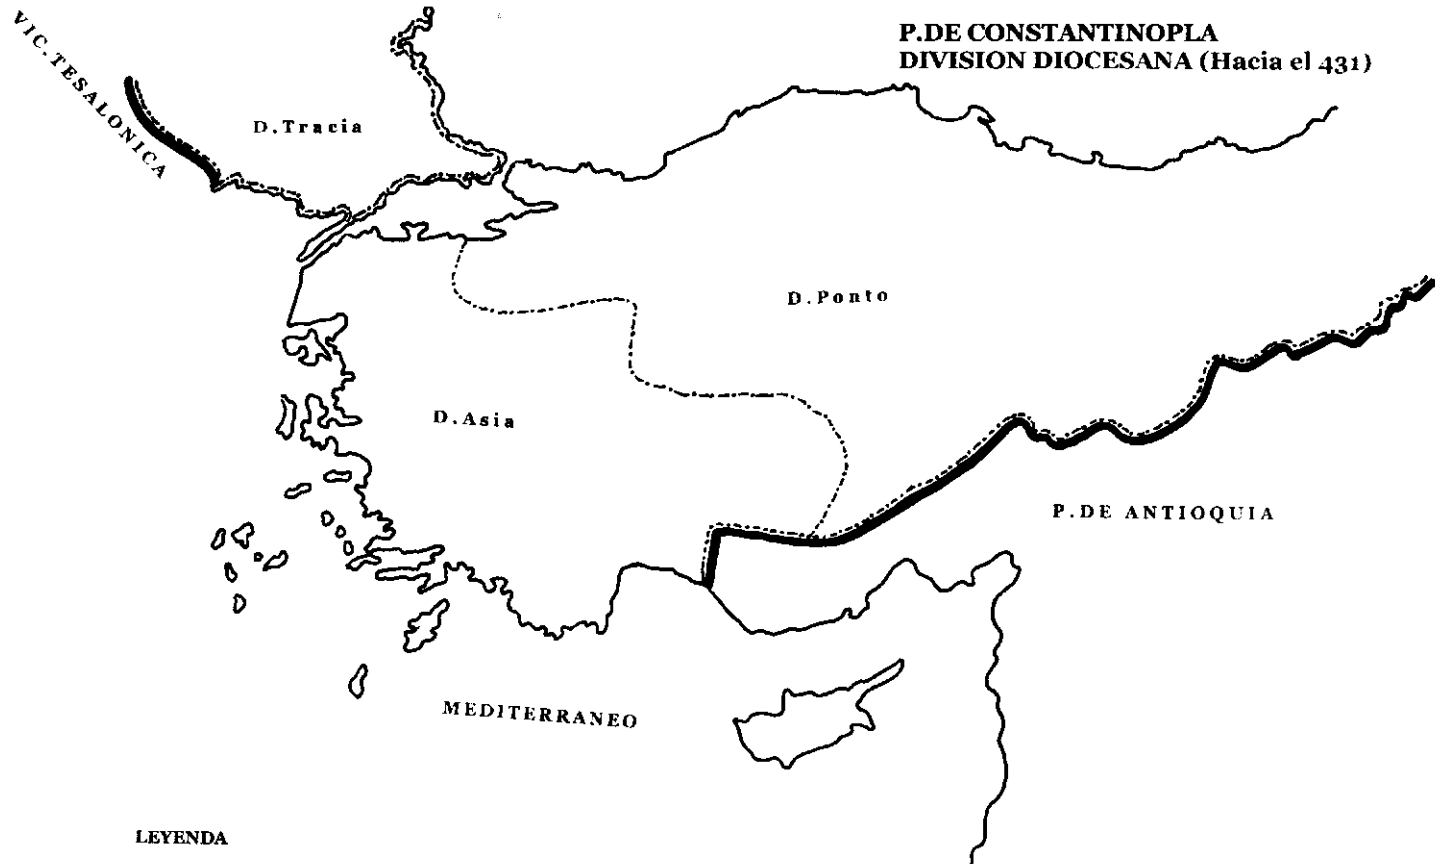 P.DE CONSTANTINOPLA
DIVISION DIOCESANA (Hacia el 431)
VIC.TESALONICA
D.Tracia
D.Ponto
D.Asia
P.DE ANTIOQUIA
MEDITERRANEO
LEYENDA